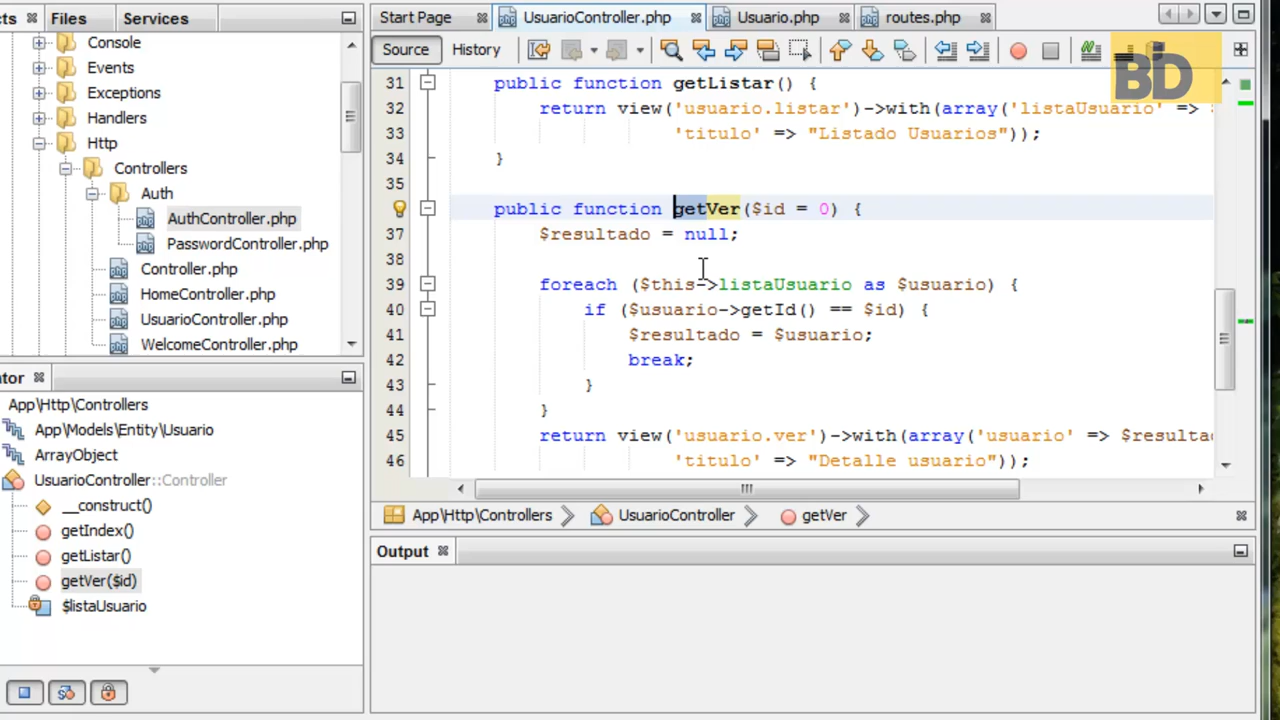 cts
Files
Services
Console
Events
Exceptions
Handlers
Http
Controllers
Auth
AuthController.php
PasswordController.php
Controller.php
HomeController.php
UsuarioController.php
WelcomeController.php
ator
App\Http\Controllers
App\Models\Entity\Usuario
ArrayObject
UsuarioController::Controller
__construct()
getIndex()
getListar()
getVer($id)
$listaUsuario
Start Page
UsuarioController.php
Usuario.php
routes.php
Source
History
BD
31 public function getListar() {
32 return view('usuario.listar')->with(array('listaUsuario' =>
33 'titulo' => "Listado Usuarios"));
34 }
35
public function getVer($id = 0) {
37 $resultado = null;
38
39 foreach ($this->listaUsuario as $usuario) {
40 if ($usuario->getId() == $id) {
41 $resultado = $usuario;
42 break;
43 }
44 }
45 return view('usuario.ver')->with(array('usuario' => $resultad
46 'titulo' => "Detalle usuario"));
App\Http\Controllers
UsuarioController
getVer
Output